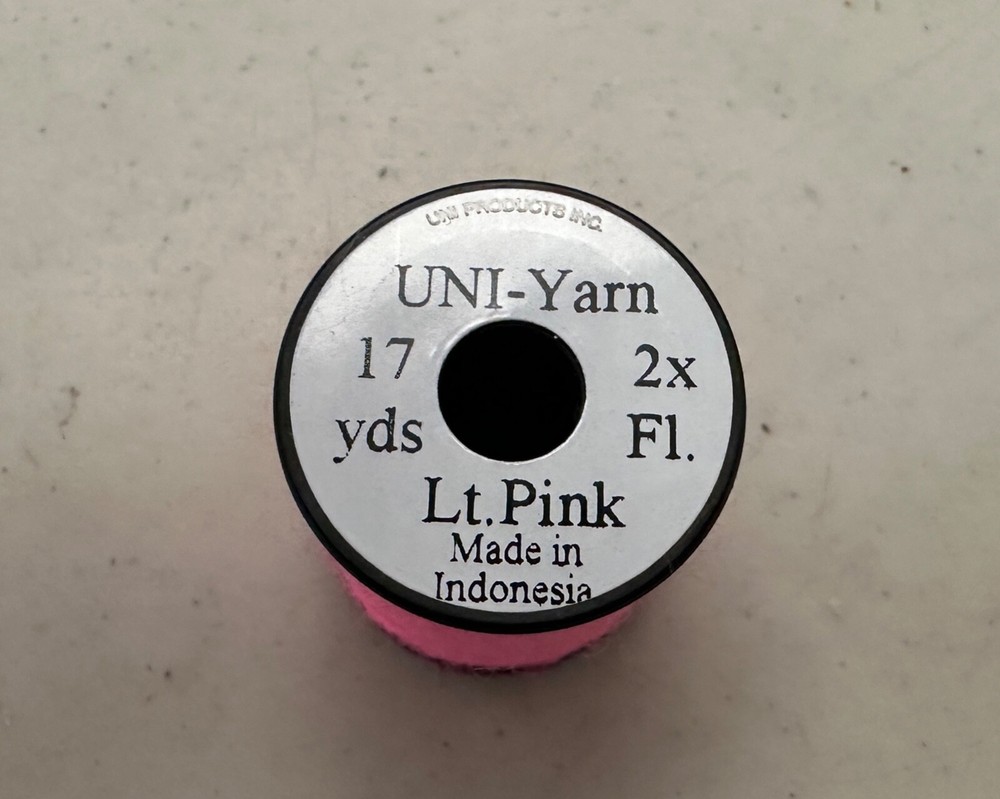 UNI PRODUCTS INC.
UNI-Yarn
17 2x
yds Fl.
Lt.Pink
Made in
Indonesia